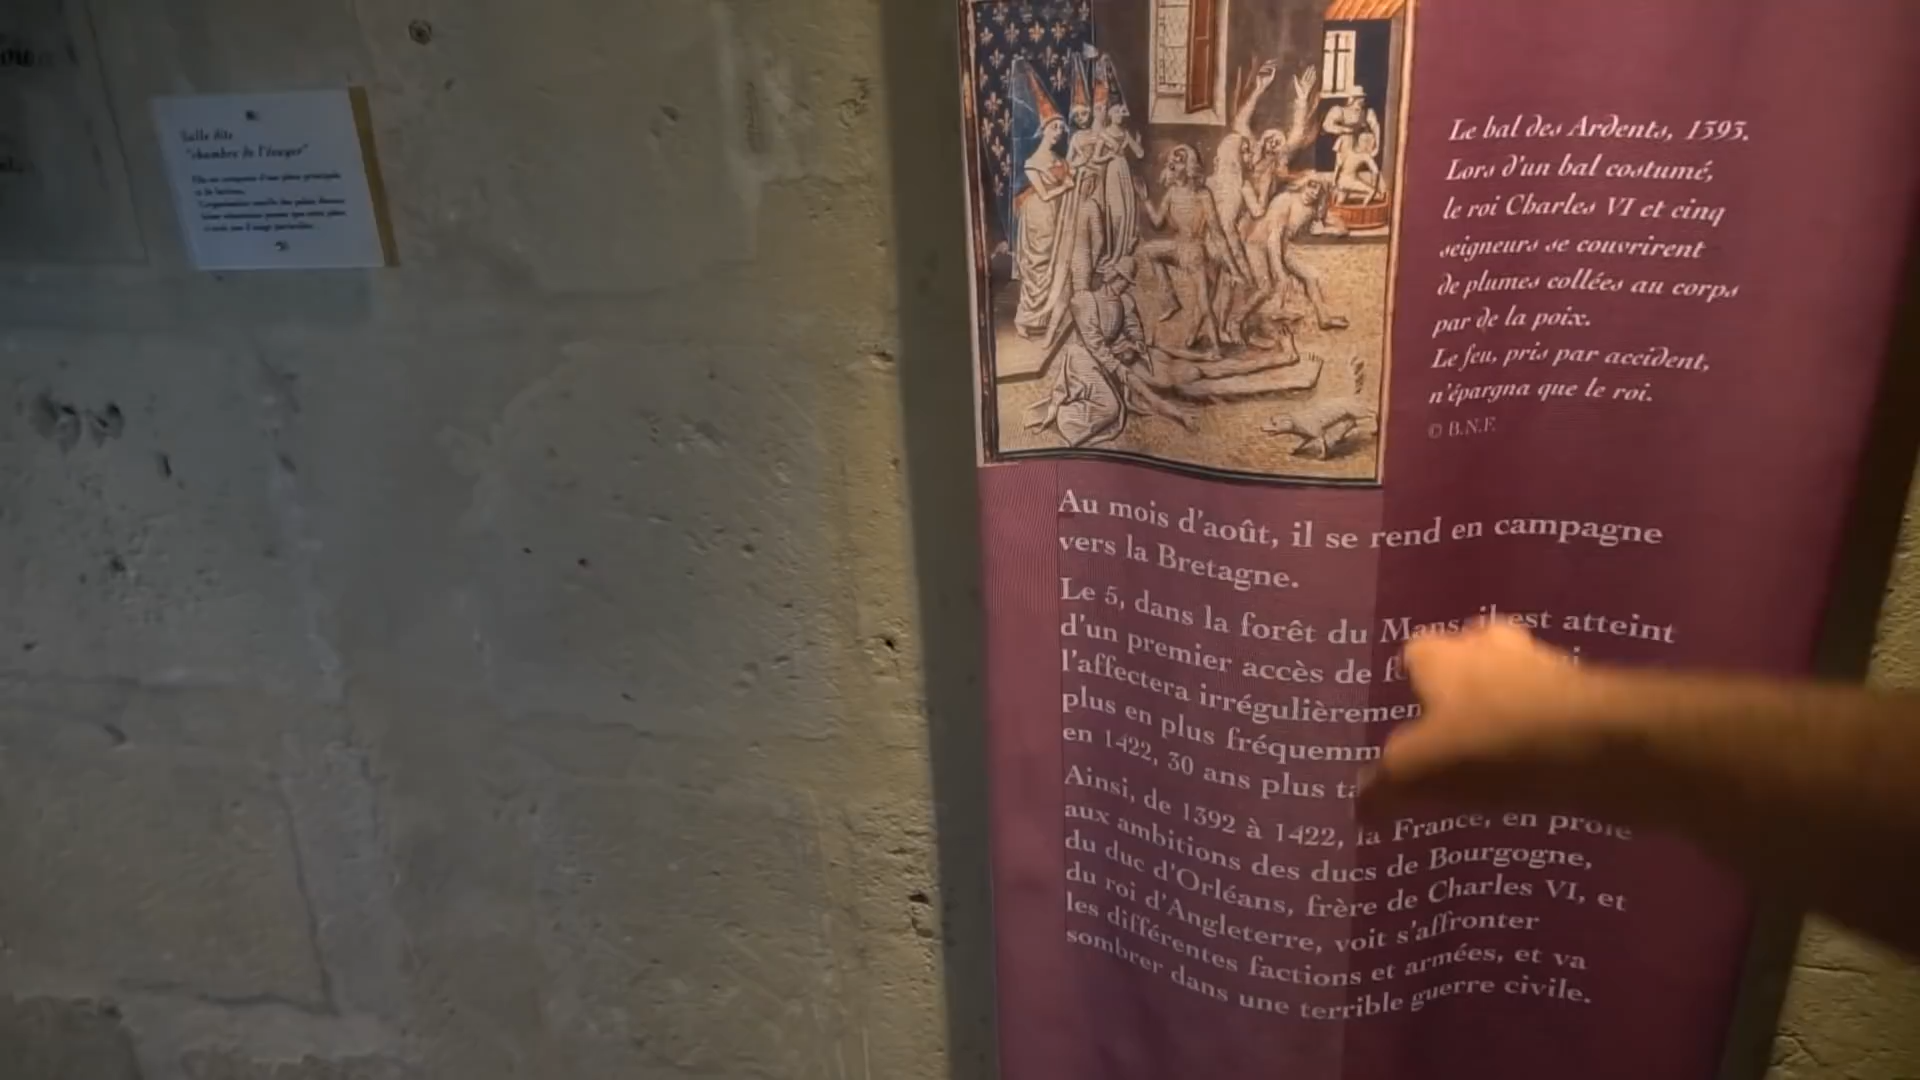 Salle dite
"chambre de l'écuyer"
Le bal des Ardents, 1393.
Lors d'un bal costumé,
le roi Charles VI et cinq
seigneurs se couvrirent
de plumes collées au corps
par de la poix.
Le feu, pris par accident,
n'épargna que le roi.
© B.N.F.
Au mois d'août, il se rend en campagne
vers la Bretagne.
Le 5, dans la forêt du Mans, il est atteint
d'un premier accès de
l'affectera irrégulièremen
plus en plus fréquemm
en 1422, 30 ans plus ta
Ainsi, de 1392 à 1422, la France, en proie
aux ambitions des ducs de Bourgogne,
du duc d'Orléans, frère de Charles VI, et
du roi d'Angleterre, voit s'affronter
les différentes factions et armées, et va
sombrer dans une terrible guerre civile.